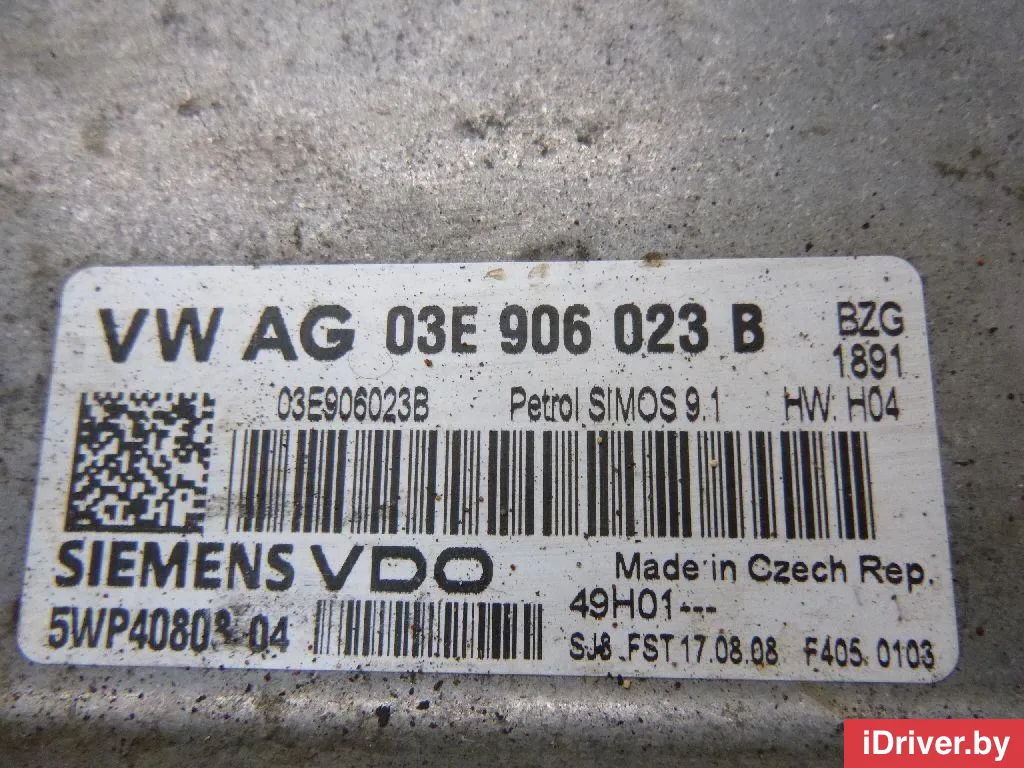 VW AG 03E 906 023 B
BZG
1891
03E906023B Petrol SIMOS 9.1 HW: H04
SIEMENS VDO
Made in Czech Rep.
49H01---
04
FST 17.08.08 F405 0103
iDriver.by